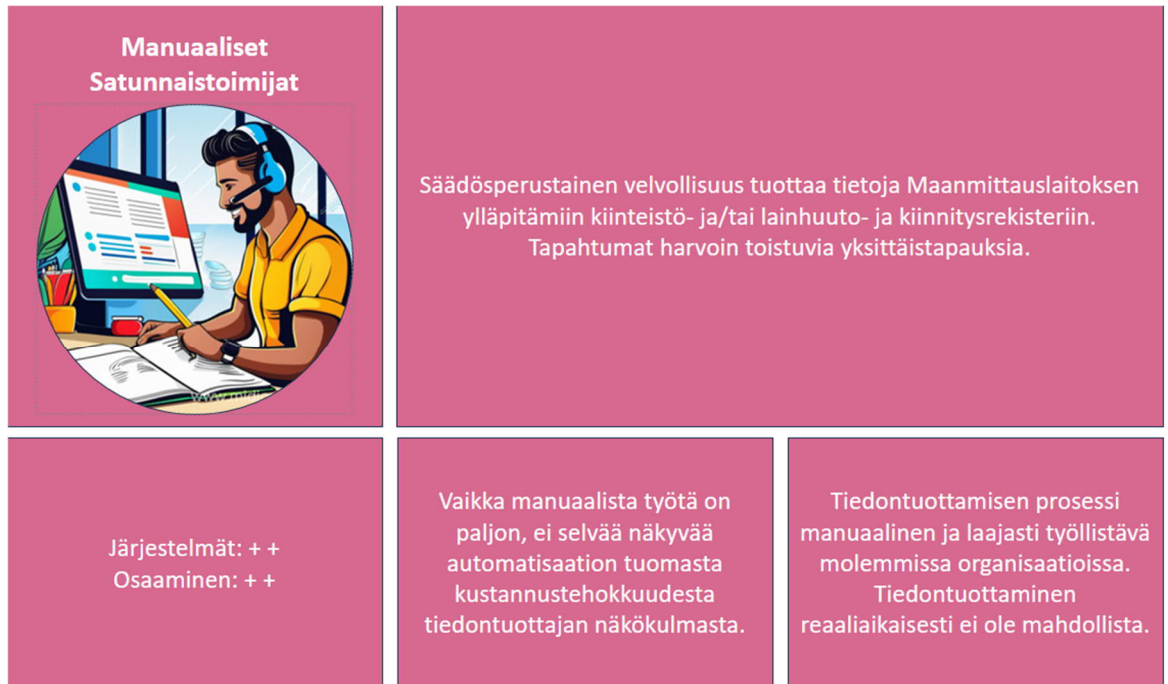 Manuaaliset
Satunnaistoimijat
Säädösperustainen velvollisuus tuottaa tietoja Maanmittauslaitoksen
ylläpitämiin kiinteistö- ja/tai lainhuuto- ja kiinnitysrekisteriin.
Tapahtumat harvoin toistuvia yksittäistapauksia.
Järjestelmät: + +
Osaaminen: + +
Vaikka manuaalista työtä on
paljon, ei selvää näkyvää
automatisaation tuomasta
kustannustehokkuudesta
tiedontuottajan näkökulmasta.
Tiedontuottamisen prosessi
manuaalinen ja laajasti työllistävä
molemmissa organisaatioissa.
Tiedontuottaminen
reaaliaikaisesti ei ole mahdollista.